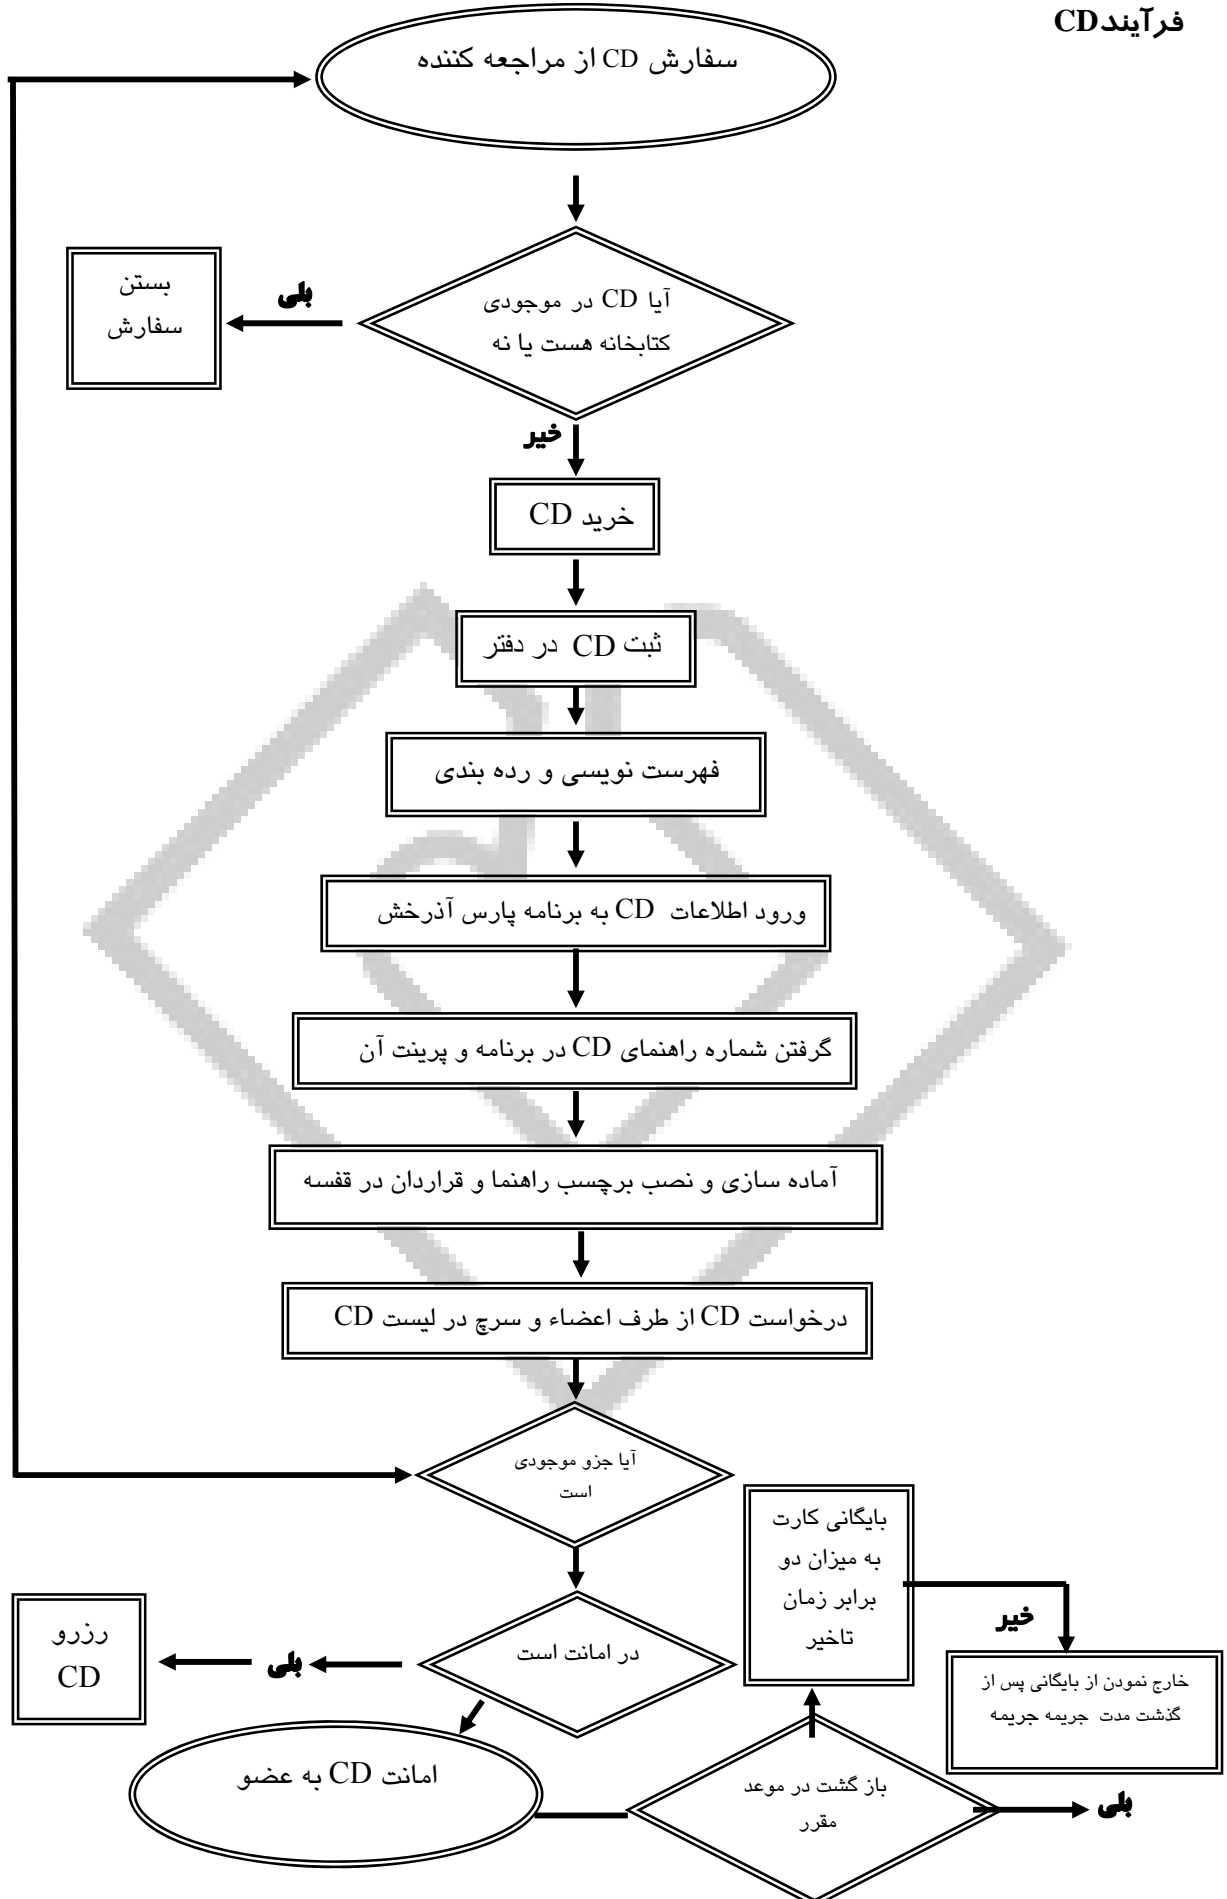 فرآیندCD
سفارش CD از مراجعه کننده
آیا CD در موجودی
کتابخانه هست یا نه
بلی
بستن
سفارش
خیر
خرید CD
ثبت CD در دفتر
فهرست نویسی و رده بندی
ورود اطلاعات CD به برنامه پارس آذرخش
گرفتن شماره راهنمای CD در برنامه و پرینت آن
آماده سازی و نصب برچسب راهنما و قراردان در قفسه
درخواست CD از طرف اعضاء و سرچ در لیست CD
آیا جزو موجودی
است
در امانت است
بلی
رزرو
CD
امانت CD به عضو
باز گشت در موعد
مقرر
بلی
بایگانی کارت
به میزان دو
برابر زمان
تاخیر
خیر
خارج نمودن از بایگانی پس از
گذشت مدت جریمه جریمه